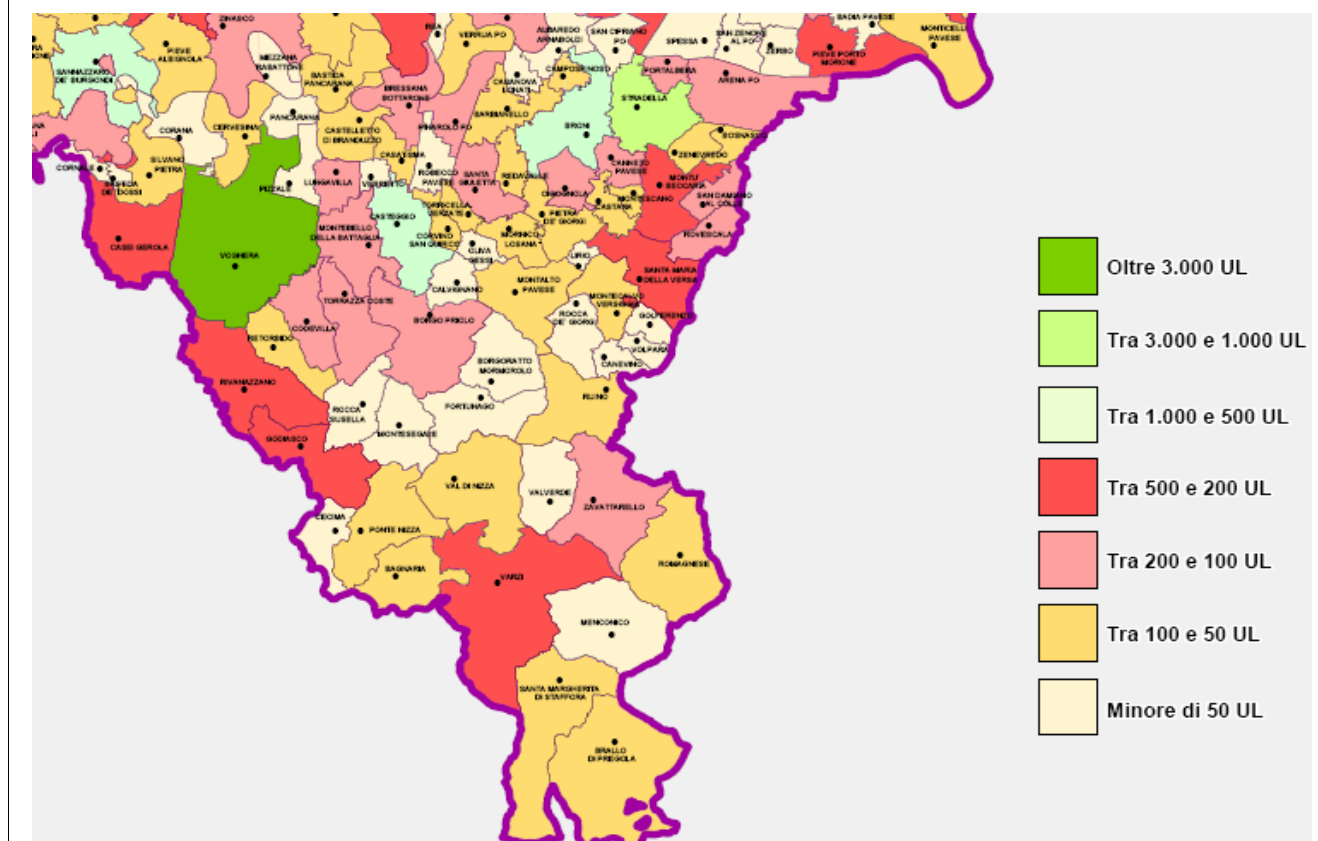 ZINASCO
REA
VERRUA PO
ALBAREDO
ARNABOLDI
SAN CIPRIANO
PO
SPESSA
SAN ZENONE
AL PO
ZERBO
BADIA PAVESE
PIEVE PORTO
MORONE
MONTICELLI
PAVESE
PIEVE
ALBIGNOLA
SANNAZZARO
DE' BURGONDI
MEZZANA
RABATTONE
BASTIDA
PANCARANA
BRESSANA
BOTTARONE
CASANOVA
LONATI
CAMPOSPINOSO
PORTALBERA
ARENA PO
STRADELLA
CORANA
CERVESINA
PANCARANA
CASTELLETTO
DI BRANDUZZO
PINAROLO PO
BARBIANELLO
BRONI
BOSNASCO
ZENEVREDO
CORNALE
BASTIDA
DE' DOSSI
SILVANO
PIETRA
CASATISMA
ROBECCO
PAVESE
PIZZALE
LUNGAVILLA
VERRETTO
SANTA
GIULETTA
REDAVALLE
CIGOGNOLA
CANNETO
PAVESE
MONTU'
BECCARIA
MONTESCANO
CASTANA
SAN DAMIANO
AL COLLE
ROVESCALA
CASTEGGIO
TORRICELLA
VERZATE
PIETRA
DE' GIORGI
CASEI GEROLA
VOGHERA
MONTEBELLO
DELLA BATTAGLIA
CORVINO
SAN QUIRICO
MORNICO
LOSANA
OLIVA
GESSI
LIRIO
SANTA MARIA
DELLA VERSA
CALVIGNANO
MONTALTO
PAVESE
MONTECALVO
VERSIGGIA
TORRAZZA COSTE
CODEVILLA
BORGO PRIOLO
ROCCA
DE' GIORGI
GOLFERENZO
VOLPARA
CANEVINO
RETORBIDO
BORGORATTO
MORMOROLO
RIVANAZZANO
RUINO
ROCCA
SUSELLA
FORTUNAGO
MONTESEGALE
GODIASCO
VAL DI NIZZA
VALVERDE
ZAVATTARELLO
CECIMA
PONTE NIZZA
BAGNARIA
VARZI
ROMAGNESE
MENCONICO
SANTA MARGHERITA
DI STAFFORA
BRALLO
DI PREGOLA
Oltre 3.000 UL
Tra 3.000 e 1.000 UL
Tra 1.000 e 500 UL
Tra 500 e 200 UL
Tra 200 e 100 UL
Tra 100 e 50 UL
Minore di 50 UL